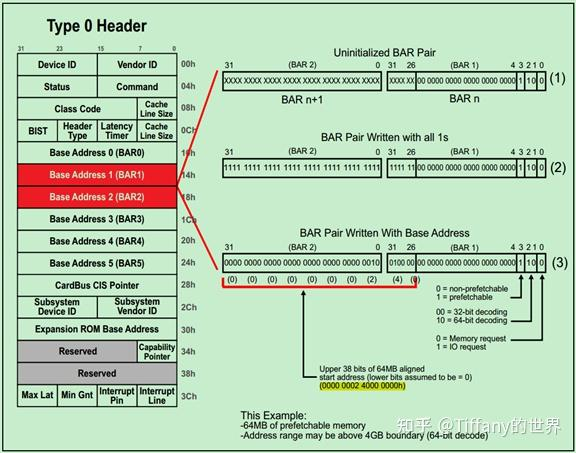 Type 0 Header
31 23 15 7 0
Device ID Vendor ID 00h
Status Command 04h
Class Code Cache Line Size 08h
BIST Header Type Latency Timer Cache Line Size 0Ch
Base Address 0 (BAR0) 10h
Base Address 1 (BAR1) 14h
Base Address 2 (BAR2) 18h
Base Address 3 (BAR3) 1Ch
Base Address 4 (BAR4) 20h
Base Address 5 (BAR5) 24h
CardBus CIS Pointer 28h
Subsystem Device ID Subsystem Vendor ID 2Ch
Expansion ROM Base Address 30h
Reserved Capability Pointer 34h
Reserved 38h
Max Lat Min Gnt Interrupt Pin Interrupt Line 3Ch
Uninitialized BAR Pair
31 (BAR 2) 0 31 26 (BAR 1) 4 3 2 1 0
XXXX XXXX XXXX XXXX XXXX XXXX XXXX XXXX XXXX XX 00 0000 0000 0000 0000 0000 1 10 0 (1)
BAR n+1 BAR n
BAR Pair Written with all 1s
31 (BAR 2) 0 31 26 (BAR 1) 4 3 2 1 0
1111 1111 1111 1111 1111 1111 1111 1111 1111 11 00 0000 0000 0000 0000 0000 1 10 0 (2)
BAR Pair Written With Base Address
31 (BAR 2) 0 31 26 (BAR 1) 4 3 2 1 0
0000 0000 0000 0000 0000 0000 0000 0010 0100 00 00 0000 0000 0000 0000 0000 1 10 0 (3)
(0) (0) (0) (0) (0) (0) (0) (2) (4) (0)
0 = non-prefetchable
1 = prefetchable
00 = 32-bit decoding
10 = 64-bit decoding
0 = Memory request
1 = IO request
Upper 38 bits of 64MB aligned
start address (lower bits assumed to be = 0)
(0000 0002 4000 0000h)
This Example:
-64MB of prefetchable memory
-Address range may be above 4GB boundary (64-bit decode)
知乎 @Tiffany的世界